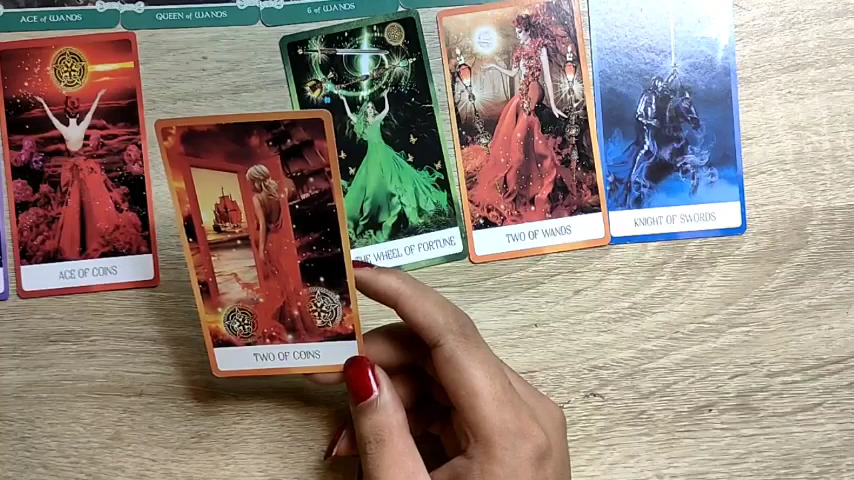 ACE OF WANDS
QUEEN OF WANDS
6 OF WANDS
ACE OF COINS
THE WHEEL OF FORTUNE
TWO OF WANDS
KNIGHT OF SWORDS
TWO OF COINS